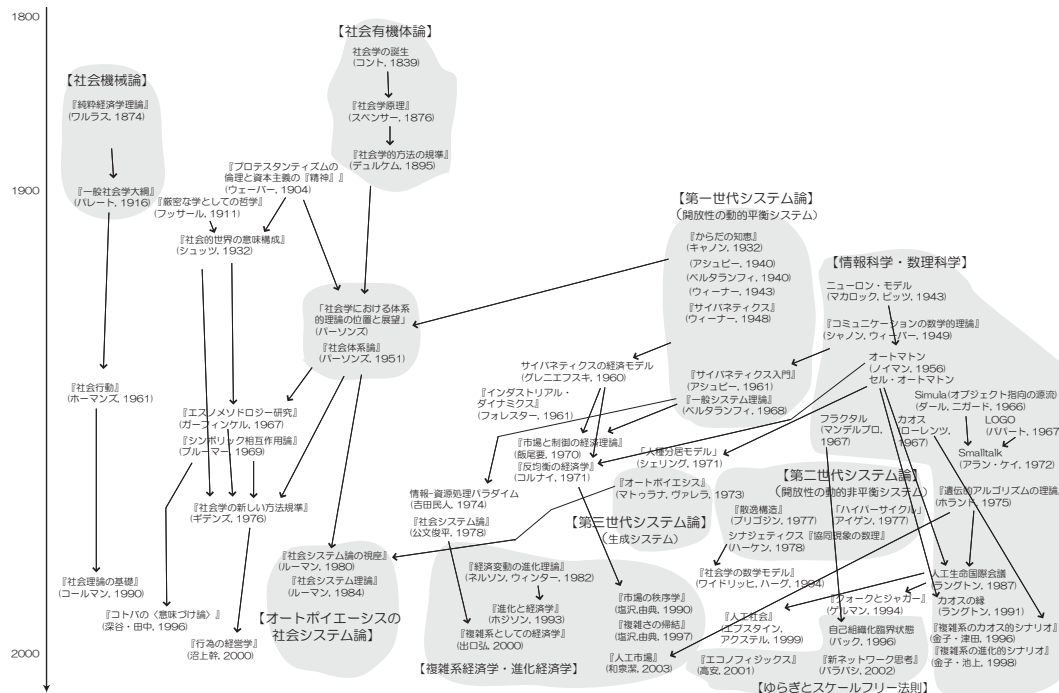 1800
【社会有機体論】
社会学の誕生
(コント, 1839)
【社会機械論】
『純粋経済学理論』
(ワルラス, 1874)
『社会学原理』
(スペンサー, 1876)
『社会学的方法の規準』
(デュルケム, 1895)
『プロテスタンティズムの
倫理と資本主義の『精神』』
(ウェーバー, 1904)
1900
『一般社会学大綱』
(パレート, 1916)
『厳密な学としての哲学』
(フッサール, 1911)
『社会的世界の意味構成』
(シュッツ, 1932)
【第一世代システム論】
(開放性の動的平衡システム)
『からだの知恵』
(キャノン, 1932)
(アシュビー, 1940)
(ベルタランフィ, 1940)
(ウィーナー, 1943)
『サイバネティクス』
(ウィーナー, 1948)
【情報科学・数理科学】
ニューロン・モデル
(マカロック, ピッツ, 1943)
『コミュニケーションの数学的理論』
(シャノン, ウィーバー, 1949)
オートマトン
(ノイマン, 1956)
セル・オートマトン
「社会学における体系
的理論の位置と展望」
(パーソンズ)
『社会体系論』
(パーソンズ, 1951)
サイバネティクスの経済モデル
(グレニエフスキ, 1960)
『サイバネティクス入門』
(アシュビー, 1961)
『一般システム理論』
(ベルタランフィ, 1968)
『インダストリアル・
ダイナミクス』
(フォレスター, 1961)
『社会行動』
(ホーマンズ, 1961)
『エスノメソドロジー研究』
(ガーフィンケル, 1967)
『シンボリック相互作用論』
(ブルーマー, 1969)
Simula(オブジェクト指向の源流)
(ダール, ニガード, 1966)
LOGO
(パパート, 1967)
Smalltalk
(アラン・ケイ, 1972)
フラクタル
(マンデルブロ,
1967)
カオス
(ローレンツ,
1967)
『市場と制御の経済理論』
(飯尾要, 1970)
『反均衡の経済学』
(コルナイ, 1971)
「人種分居モデル」
(シェリング, 1971)
情報-資源処理パラダイム
(吉田民人, 1974)
『社会システム論』
(公文俊平, 1978)
『オートポイエシス』
(マトゥラナ, ヴァレラ, 1973)
【第三世代システム論】
(生成システム)
【第二世代システム論】
(開放性の動的非平衡システム)
『散逸構造』
(プリゴジン, 1977)
「ハイパーサイクル」
(アイゲン, 1977)
シナジェティクス『協同現象の数理』
(ハーケン, 1978)
『遺伝的アルゴリズムの理論』
(ホランド, 1975)
『社会学の新しい方法規準』
(ギデンズ, 1976)
『社会システム論の視座』
(ルーマン, 1980)
『社会システム理論』
(ルーマン, 1984)
【オートポイエーシスの
社会システム論】
『社会理論の基礎』
(コールマン, 1990)
『コトバの〈意味づけ論〉』
(深谷・田中, 1996)
『行為の経営学』
(沼上幹, 2000)
『経済変動の進化理論』
(ネルソン, ウィンター, 1982)
『進化と経済学』
(ホジソン, 1993)
『複雑系としての経済学』
(出口弘, 2000)
【複雑系経済学・進化経済学】
『市場の秩序学』
(塩沢,由典, 1990)
『複雑さの帰結』
(塩沢,由典, 1997)
『人工市場』
(和泉潔, 2003)
『社会学の数学モデル』
(ワイドリッヒ, ハーグ, 1994)
『人工社会』
(エプスタイン,
アクステル, 1999)
人工生命国際会議
(ラングトン,
1987)
『クォークとジャガー』
(ゲルマン, 1994)
カオスの縁
(ラングトン, 1991)
自己組織化臨界状態
(バック, 1996)
『複雑系のカオス的シナリオ』
(金子・津田, 1996)
『複雑系の進化的シナリオ』
(金子・池上, 1998)
『エコノフィジックス』
(高安, 2001)
『新ネットワーク思考』
(バラバシ, 2002)
【ゆらぎとスケールフリー法則】
2000